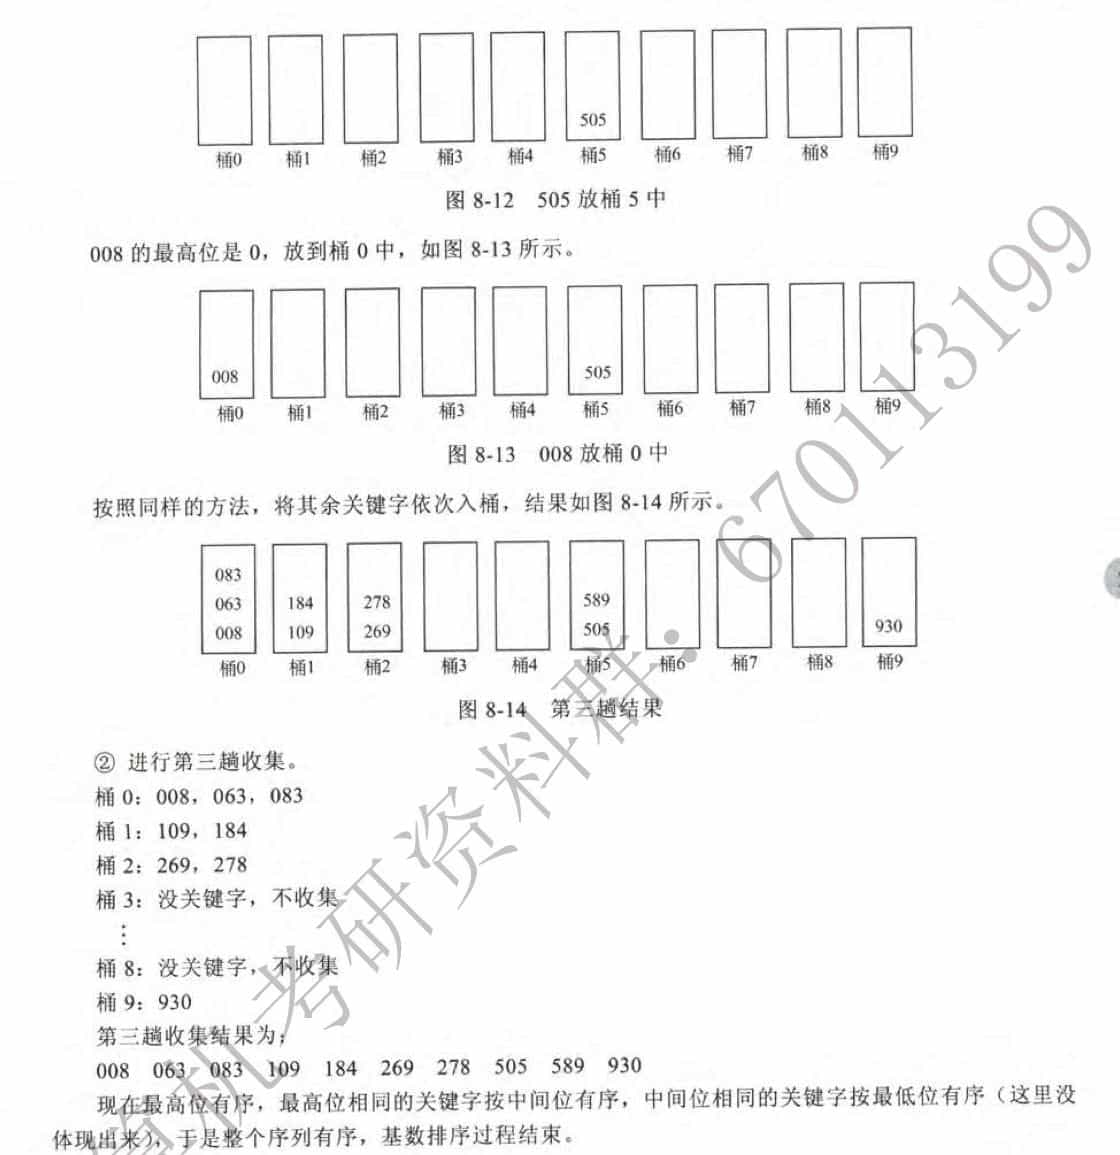 505
桶0 桶1 桶2 桶3 桶4 桶5 桶6 桶7 桶8 桶9
图 8-12 505 放桶 5 中
008 的最高位是 0，放到桶 0 中，如图 8-13 所示。
008 505
桶0 桶1 桶2 桶3 桶4 桶5 桶6 桶7 桶8 桶9
图 8-13 008 放桶 0 中
按照同样的方法，将其余关键字依次入桶，结果如图 8-14 所示。
083
063 184 278 589
008 109 269 505 930
桶0 桶1 桶2 桶3 桶4 桶5 桶6 桶7 桶8 桶9
图 8-14 第三趟结果
② 进行第三趟收集。
桶 0：008，063，083
桶 1：109，184
桶 2：269，278
桶 3：没关键字，不收集
⋮
桶 8：没关键字，不收集
桶 9：930
第三趟收集结果为；
008 063 083 109 184 269 278 505 589 930
现在最高位有序，最高位相同的关键字按中间位有序，中间位相同的关键字按最低位有序（这里没
体现出来），于是整个序列有序，基数排序过程结束。
算机考研资料群：670113199